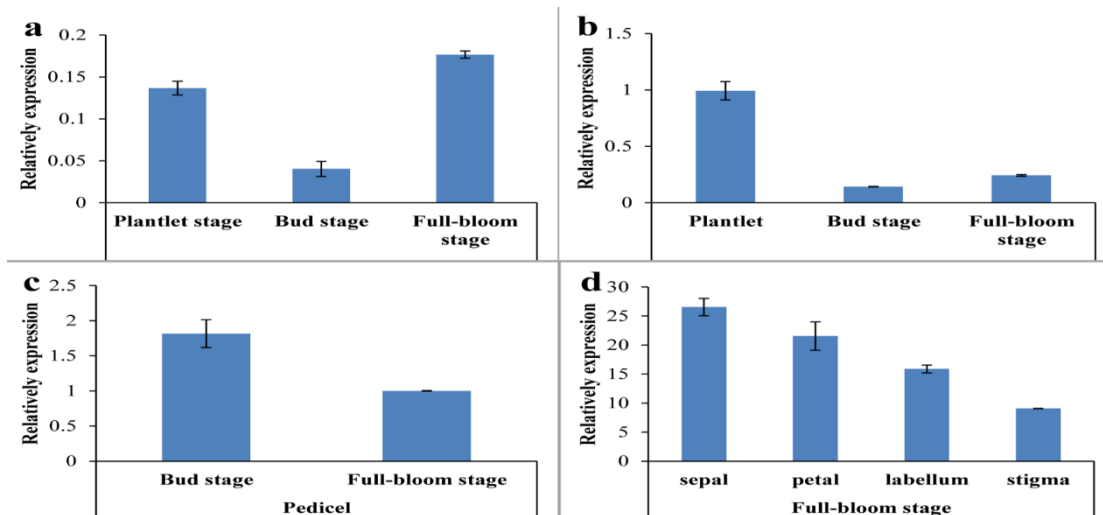 a
Relatively expression
0.2
0.15
0.1
0.05
0
Plantlet stage Bud stage Full-bloom
stage
b
Relatively expression
1.5
1
0.5
0
Plantlet Bud stage Full-bloom
stage
c
Relatively expression
2.5
2
1.5
1
0.5
0
Bud stage Full-bloom stage
Pedicel
d
Relatively expression
30
25
20
15
10
5
0
sepal petal labellum stigma
Full-bloom stage